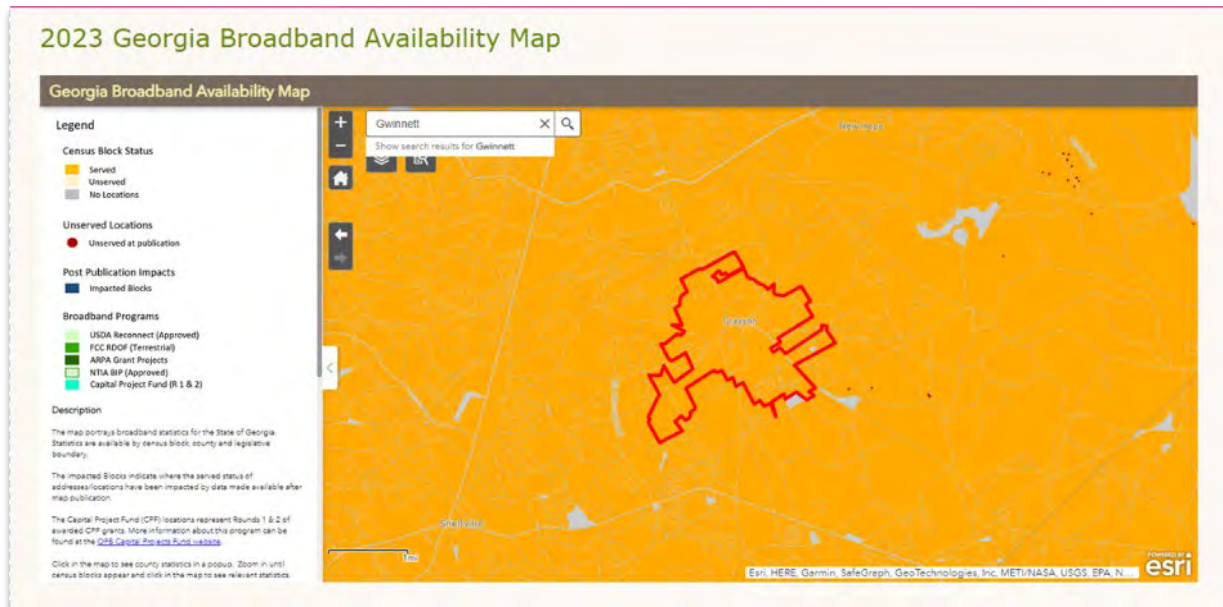 2023 Georgia Broadband Availability Map
Georgia Broadband Availability Map
Legend
Census Block Status
Served
Unserved
No Locations
Unserved Locations
Unserved at publication
Post Publication Impacts
Impacted Blocks
Broadband Programs
USDA Reconnect (Approved)
FCC RDOF (Terrestrial)
ARPA Grant Projects
NTIA BIP (Approved)
Capital Project Fund (R 1 & 2)
Description
The map portrays broadband statistics for the State of Georgia.
Statistics are available by census block, county and legislative
boundary.
The Impacted Blocks indicate where the served status of
addresses/locations have been impacted by data made available after
map publication.
The Capital Project Fund (CPF) locations represent Rounds 1 & 2 of
awarded CPF grants. More information about this program can be
found at the OPB Capital Projects Fund website.
Click in the map to see county statistics in a popup. Zoom in until
census blocks appear and click in the map to see relevant statistics.
+
−
Gwinnett
Show search results for Gwinnett
New Hope
Grayson
Snellville
1mi
Esri, HERE, Garmin, SafeGraph, GeoTechnologies, Inc, METI/NASA, USGS, EPA, N...
POWERED BY
esri